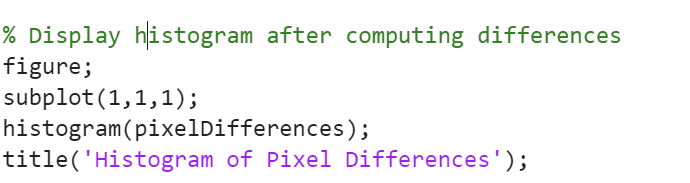 % Display histogram after computing differences
figure;
subplot(1,1,1);
histogram(pixelDifferences);
title('Histogram of Pixel Differences');